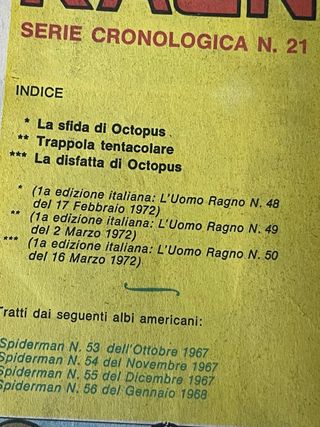 SERIE CRONOLOGICA N. 21
INDICE
* La sfida di Octopus
** Trappola tentacolare
*** La disfatta di Octopus
* (1a edizione italiana: L'Uomo Ragno N. 48
del 17 Febbraio 1972)
** (1a edizione italiana: L'Uomo Ragno N. 49
del 2 Marzo 1972)
*** (1a edizione italiana: L'Uomo Ragno N. 50
del 16 Marzo 1972)
Tratti dai seguenti albi americani:
Spiderman N. 53 dell'Ottobre 1967
Spiderman N. 54 del Novembre 1967
Spiderman N. 55 del Dicembre 1967
Spiderman N. 56 del Gennaio 1968